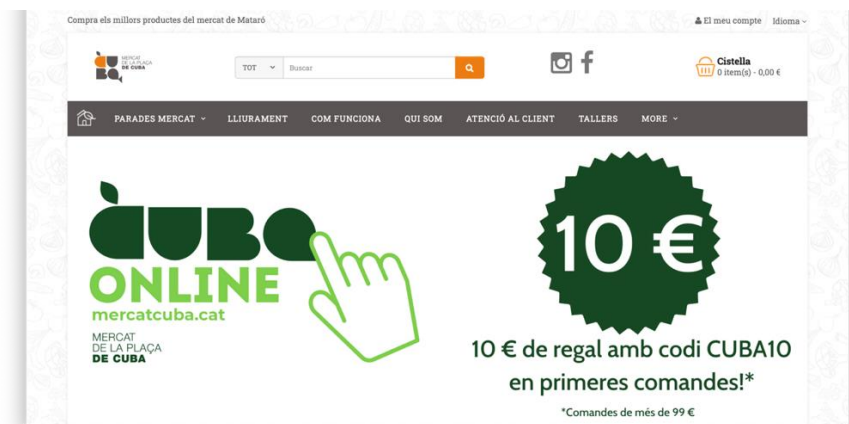 Compra els millors productes del mercat de Mataró
El meu compte Idioma
MERCAT
DE LA PLAÇA
DE CUBA
TOT Buscar
Cistella
0 item(s) - 0,00 €
PARADES MERCAT LLIURAMENT COM FUNCIONA QUI SOM ATENCIÓ AL CLIENT TALLERS MORE
CUBA
ONLINE
mercatcuba.cat
MERCAT
DE LA PLAÇA
DE CUBA
10 €
10 € de regal amb codi CUBA10
en primeres comandes!*
*Comandes de més de 99 €